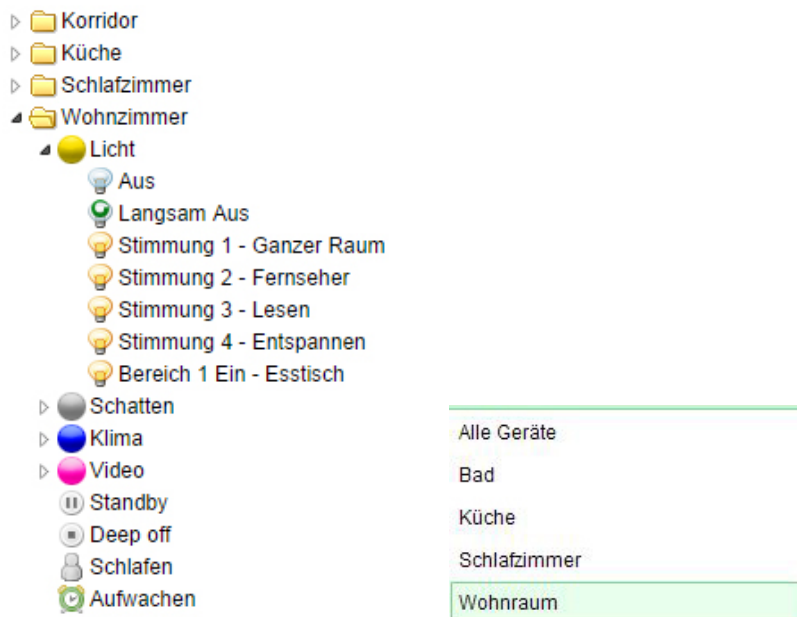 Korridor
Küche
Schlafzimmer
Wohnzimmer
Licht
Aus
Langsam Aus
Stimmung 1 - Ganzer Raum
Stimmung 2 - Fernseher
Stimmung 3 - Lesen
Stimmung 4 - Entspannen
Bereich 1 Ein - Esstisch
Schatten
Klima
Video
Standby
Deep off
Schlafen
Aufwachen
Alle Geräte
Bad
Küche
Schlafzimmer
Wohnraum